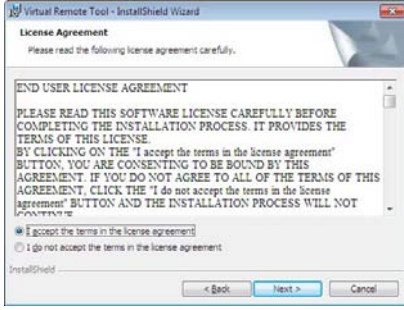 Virtual Remote Tool - InstallShield Wizard
License Agreement
Please read the following license agreement carefully.
END USER LICENSE AGREEMENT
PLEASE READ THIS SOFTWARE LICENSE CAREFULLY BEFORE
COMPLETING THE INSTALLATION PROCESS. IT PROVIDES THE
TERMS OF THIS LICENSE.
BY CLICKING ON THE "I accept the terms in the license agreement"
BUTTON, YOU ARE CONSENTING TO BE BOUND BY THIS
AGREEMENT. IF YOU DO NOT AGREE TO ALL OF THE TERMS OF THIS
AGREEMENT, CLICK THE "I do not accept the terms in the license
agreement" BUTTON AND THE INSTALLATION PROCESS WILL NOT
CONTINUE
I accept the terms in the license agreement
I do not accept the terms in the license agreement
InstallShield
< Back Next > Cancel